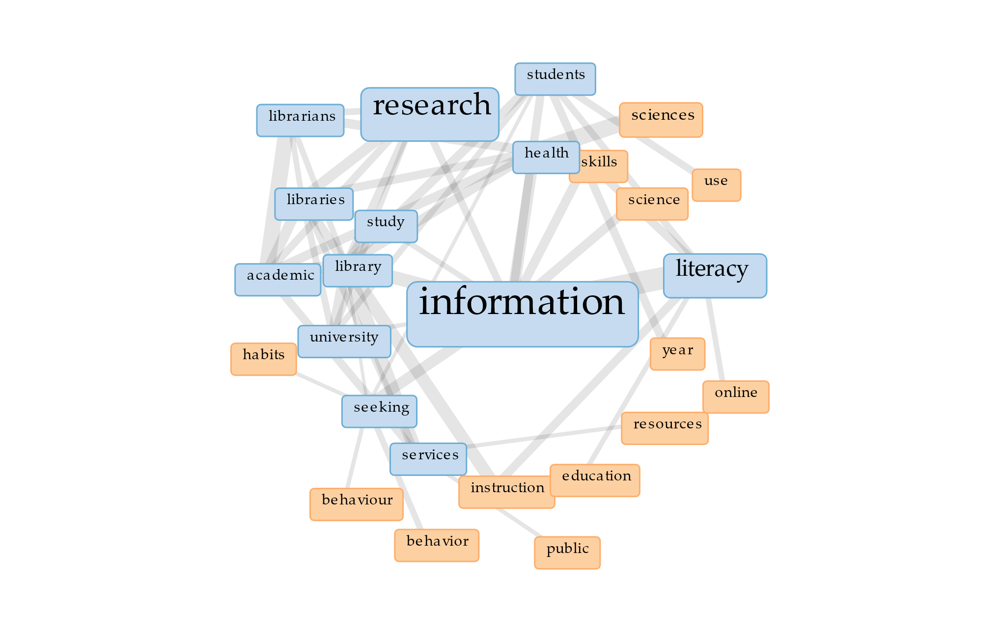 students
research
sciences
librarians
health
skills
use
libraries
science
study
library
literacy
academic
information
university
habits
year
online
seeking
resources
services
education
instruction
behaviour
behavior
public